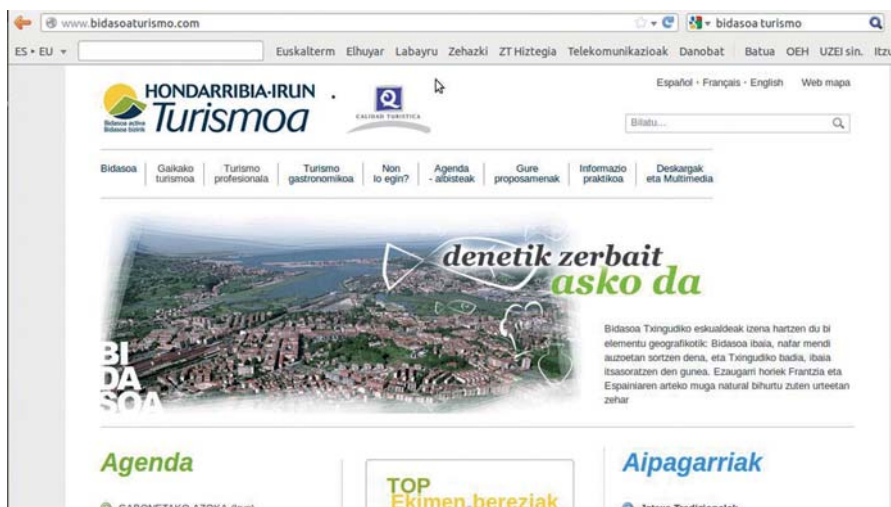 www.bidasoaturismo.com
bidasoa turismo
ES • EU
Euskalterm Elhuyar Labayru Zehazki ZT Hiztegia Telekomunikazioak Danobat Batua OEH UZEI sin.
HONDARRIBIA-IRUN
Turismoa
Bidasoa activa
Bidasoa bizirik
Q
CALIDAD TURISTICA
Español · Français · English Web mapa
Bilatu...
Bidasoa
Gaikako
turismoa
Turismo
profesionala
Turismo
gastronomikoa
Non
lo egin?
Agenda
- albisteak
Gure
proposamenak
Informazio
praktikoa
Deskargak
eta Multimedia
denetik zerbait
asko da
BI
DA
SOA
Bidasoa Txingudiko eskualdeak izena hartzen du bi
elementu geografikotik: Bidasoa ibaia, nafar mendi
auzoetan sortzen dena, eta Txingudiko badia, ibaia
itsasoratzen den gunea. Ezaugarri horiek Frantzia eta
Espainiaren arteko muga natural bihurtu zuten urteetan
zehar
Agenda
TOP
Ekimen bereziak
Aipagarriak